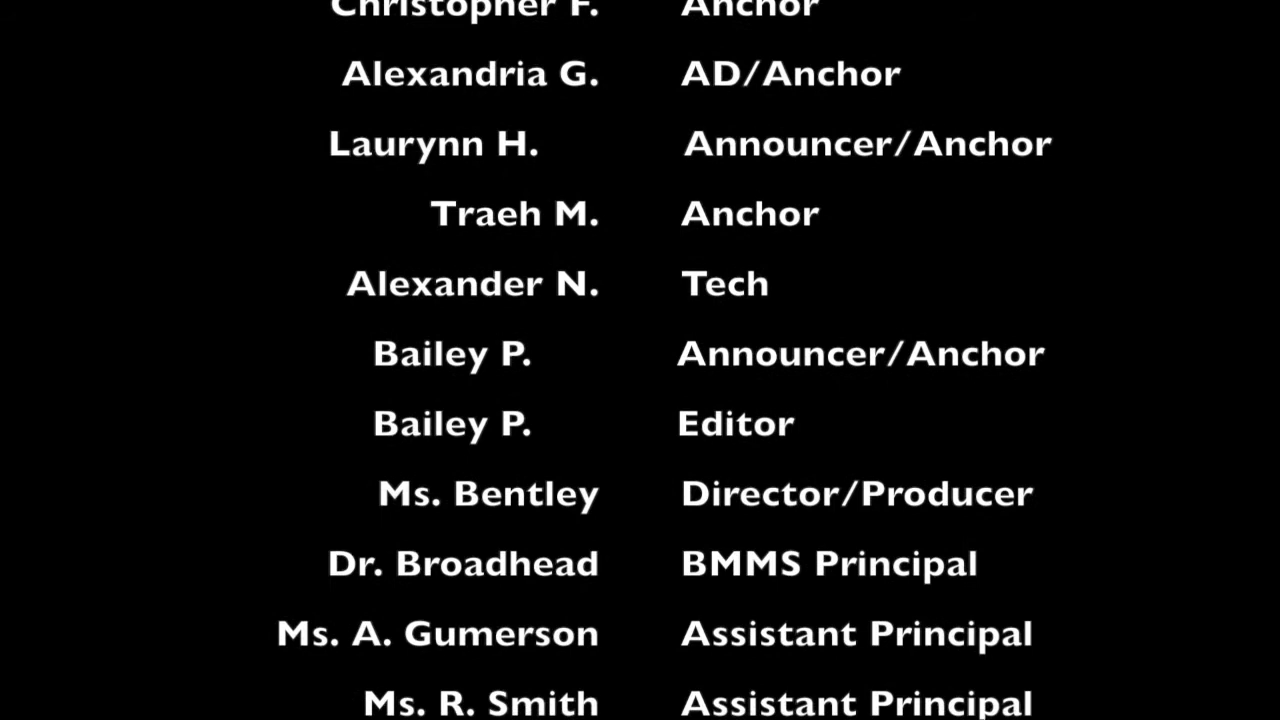 Christopher F. Anchor
Alexandria G. AD/Anchor
Laurynn H. Announcer/Anchor
Traeh M. Anchor
Alexander N. Tech
Bailey P. Announcer/Anchor
Bailey P. Editor
Ms. Bentley Director/Producer
Dr. Broadhead BMMS Principal
Ms. A. Gumerson Assistant Principal
Ms. R. Smith Assistant Principal